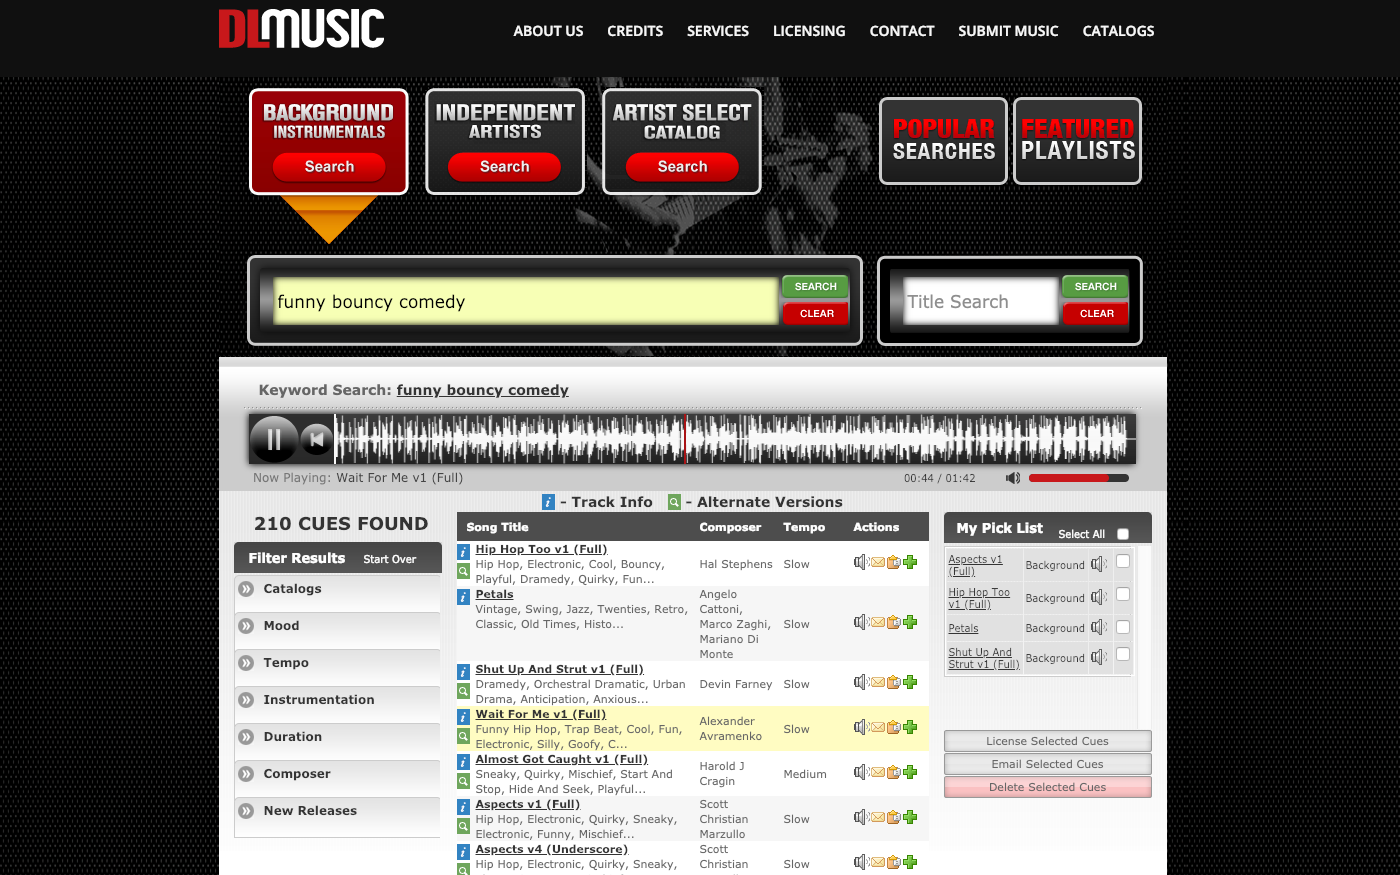 DLMUSIC
ABOUT US CREDITS SERVICES LICENSING CONTACT SUBMIT MUSIC CATALOGS
BACKGROUND
INSTRUMENTALS
Search
INDEPENDENT
ARTISTS
Search
ARTIST SELECT
CATALOG
Search
POPULAR
SEARCHES
FEATURED
PLAYLISTS
funny bouncy comedy
SEARCH
CLEAR
Title Search
SEARCH
CLEAR
Keyword Search: funny bouncy comedy
Now Playing: Wait For Me v1 (Full)
00:44 / 01:42
i - Track Info - Alternate Versions
210 CUES FOUND
Filter Results Start Over
Catalogs
Mood
Tempo
Instrumentation
Duration
Composer
New Releases
Song Title Composer Tempo Actions
Hip Hop Too v1 (Full)
Hip Hop, Electronic, Cool, Bouncy,
Playful, Dramedy, Quirky, Fun...
Hal Stephens
Slow
Petals
Vintage, Swing, Jazz, Twenties, Retro,
Classic, Old Times, Histo...
Angelo
Cattoni,
Marco Zaghi,
Mariano Di
Monte
Slow
Shut Up And Strut v1 (Full)
Dramedy, Orchestral Dramatic, Urban
Drama, Anticipation, Anxious...
Devin Farney
Slow
Wait For Me v1 (Full)
Funny Hip Hop, Trap Beat, Cool, Fun,
Electronic, Silly, Goofy, C...
Alexander
Avramenko
Slow
Almost Got Caught v1 (Full)
Sneaky, Quirky, Mischief, Start And
Stop, Hide And Seek, Playful...
Harold J
Cragin
Medium
Aspects v1 (Full)
Hip Hop, Electronic, Quirky, Sneaky,
Electronic, Funny, Mischief...
Scott
Christian
Marzullo
Slow
Aspects v4 (Underscore)
Hip Hop, Electronic, Quirky, Sneaky,
Scott
Christian
Slow
My Pick List Select All
Aspects v1
(Full)
Background
Hip Hop Too
v1 (Full)
Background
Petals
Background
Shut Up And
Strut v1 (Full)
Background
License Selected Cues
Email Selected Cues
Delete Selected Cues